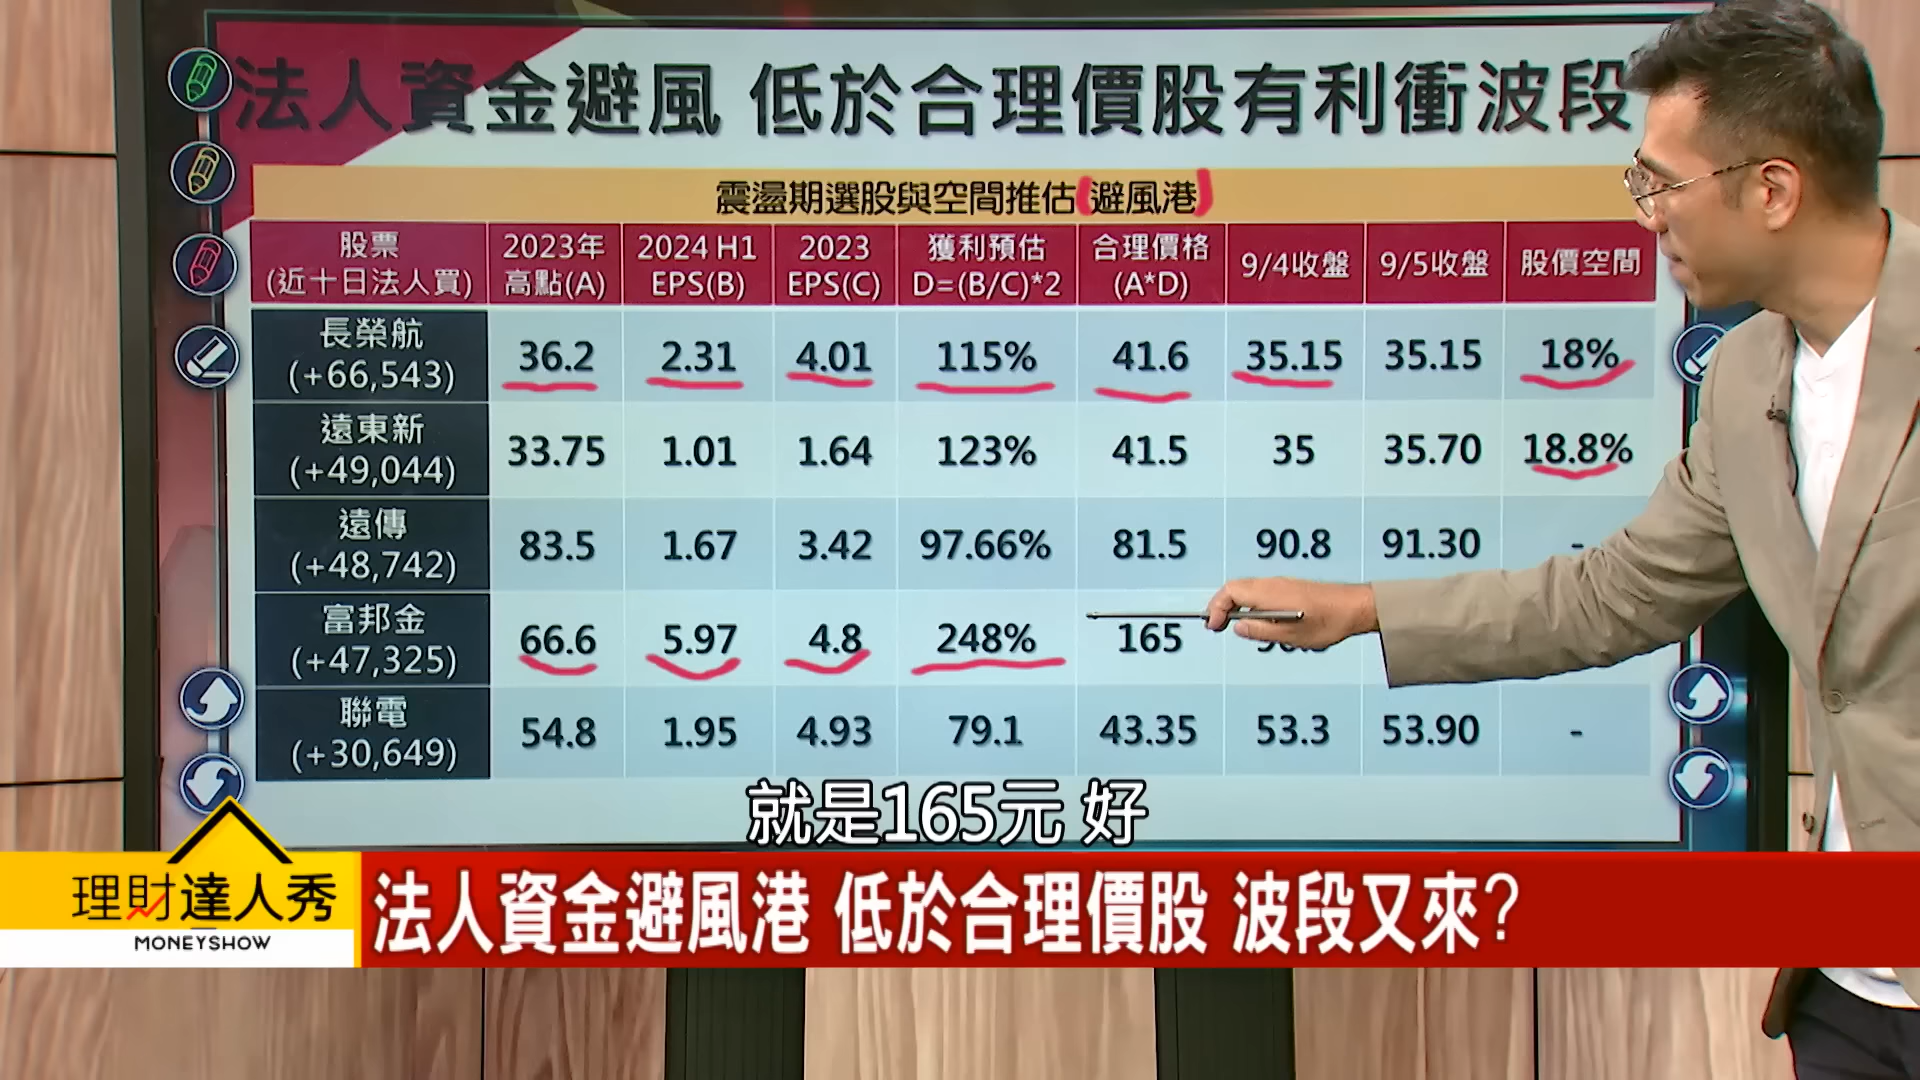 法人資金避風 低於合理價股有利衝波段
震盪期選股與空間推估(避風港)
股票
(近十日法人買)
2023年
高點(A)
2024 H1
EPS(B)
2023
EPS(C)
獲利預估
D=(B/C)*2
合理價格
(A*D)
9/4收盤
9/5收盤
股價空間
長榮航
(+66,543)
36.2
2.31
4.01
115%
41.6
35.15
35.15
18%
遠東新
(+49,044)
33.75
1.01
1.64
123%
41.5
35
35.70
18.8%
遠傳
(+48,742)
83.5
1.67
3.42
97.66%
81.5
90.8
91.30
-
富邦金
(+47,325)
66.6
5.97
4.8
248%
165
聯電
(+30,649)
54.8
1.95
4.93
79.1
43.35
53.3
53.90
-
就是165元 好
理財達人秀
MONEYSHOW
法人資金避風港 低於合理價股 波段又來?